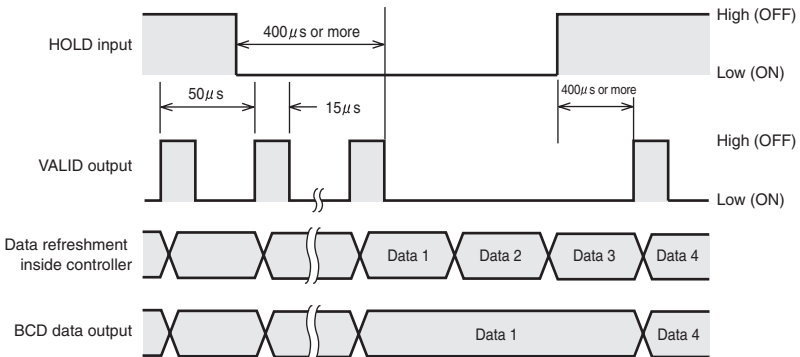 HOLD input
400μs or more
High (OFF)
Low (ON)
50μs
15μs
400μs or more
VALID output
High (OFF)
Low (ON)
Data refreshment
inside controller
Data 1
Data 2
Data 3
Data 4
BCD data output
Data 1
Data 4